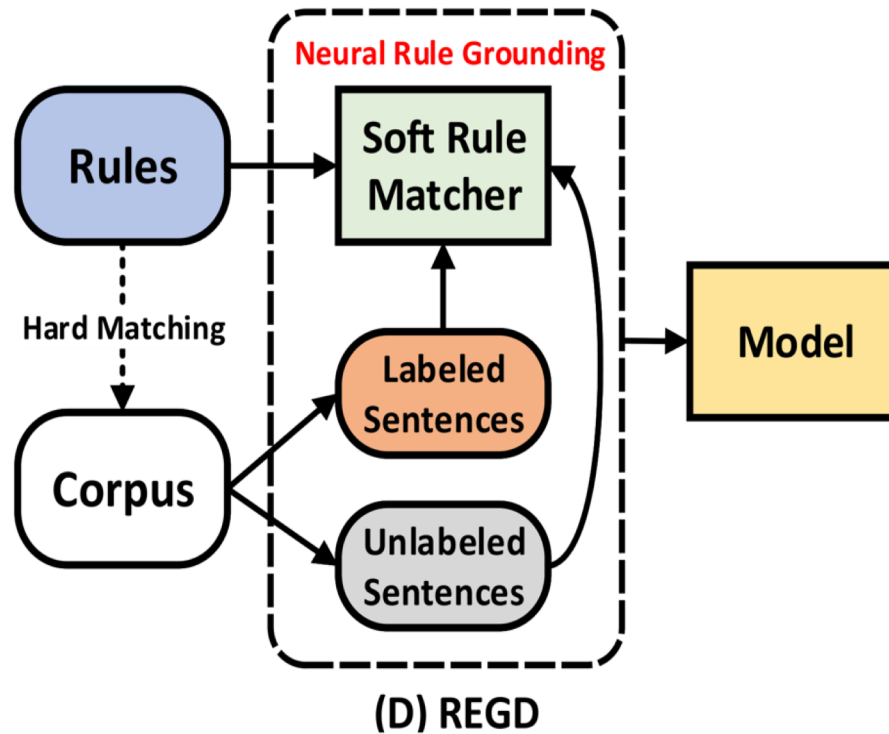 Neural Rule Grounding
Rules
Soft Rule
Matcher
Hard Matching
Labeled
Sentences
Model
Corpus
Unlabeled
Sentences
(D) REGD